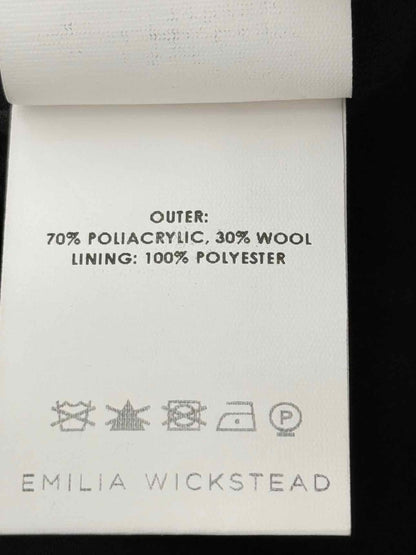 OUTER:
70% POLIACRYLIC, 30% WOOL
LINING: 100% POLYESTER
P
EMILIA WICKSTEAD